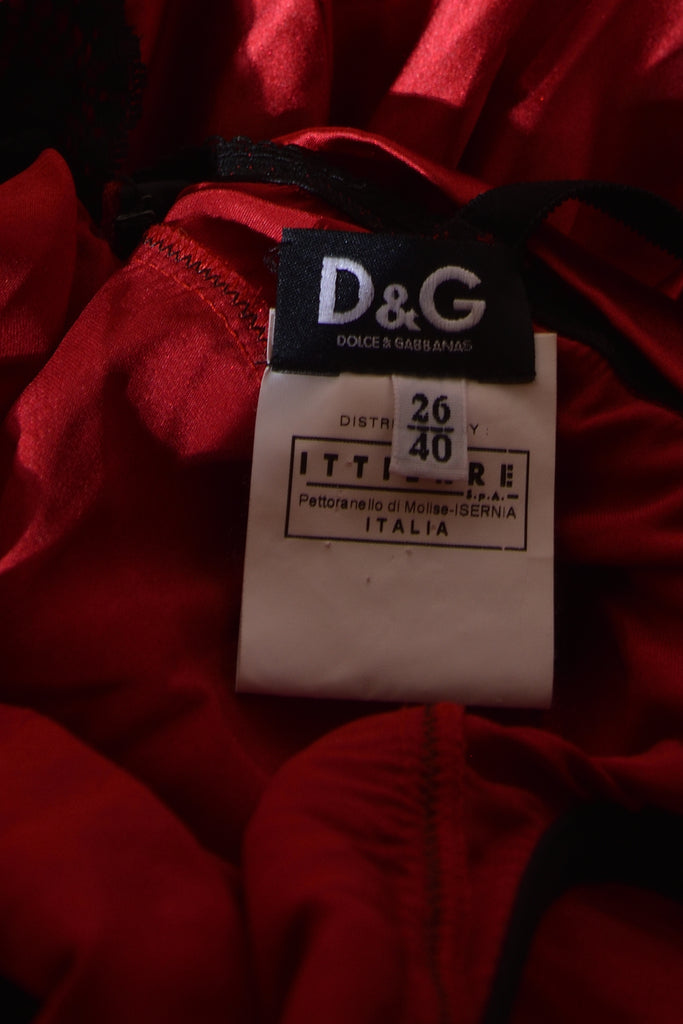 D&G
DOLCE & GABBANAS
26
40
S.p.A.
Pettoranello di Molise-ISERNIA
ITALIA